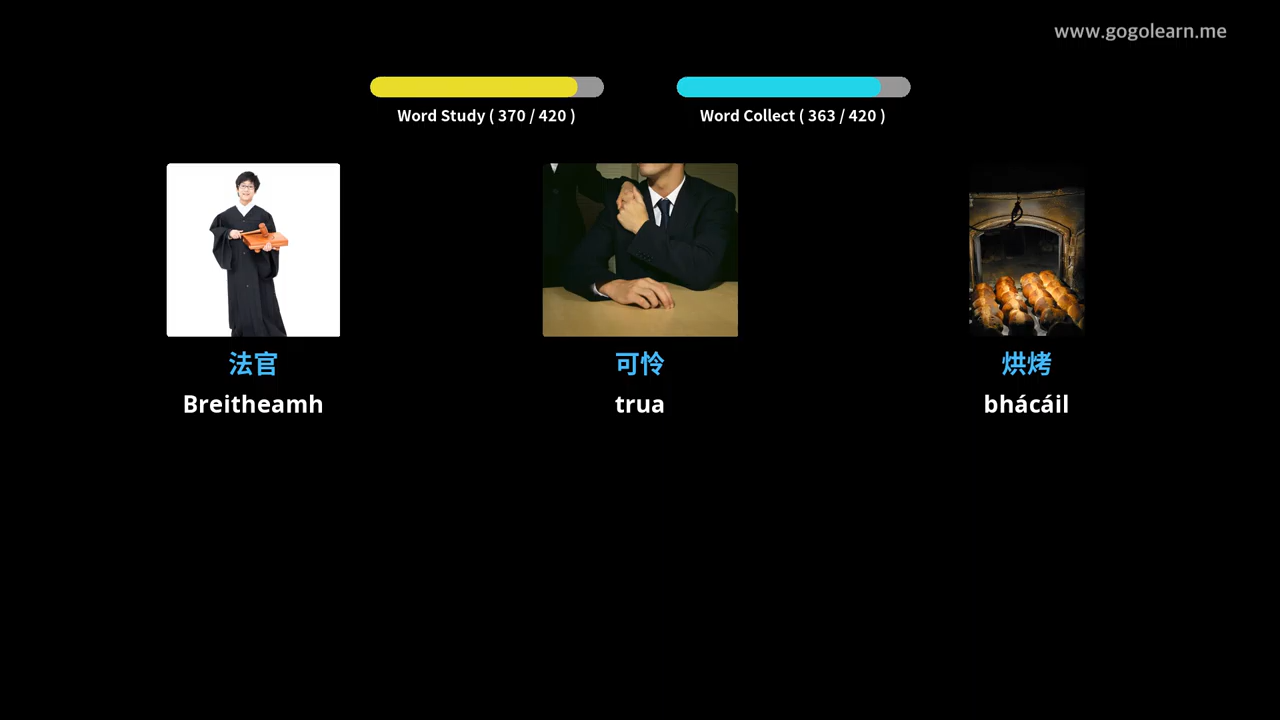 www.gogolearn.me
Word Study ( 370 / 420 )
Word Collect ( 363 / 420 )
法官
可怜
烘烤
Breitheamh
trua
bhácáil